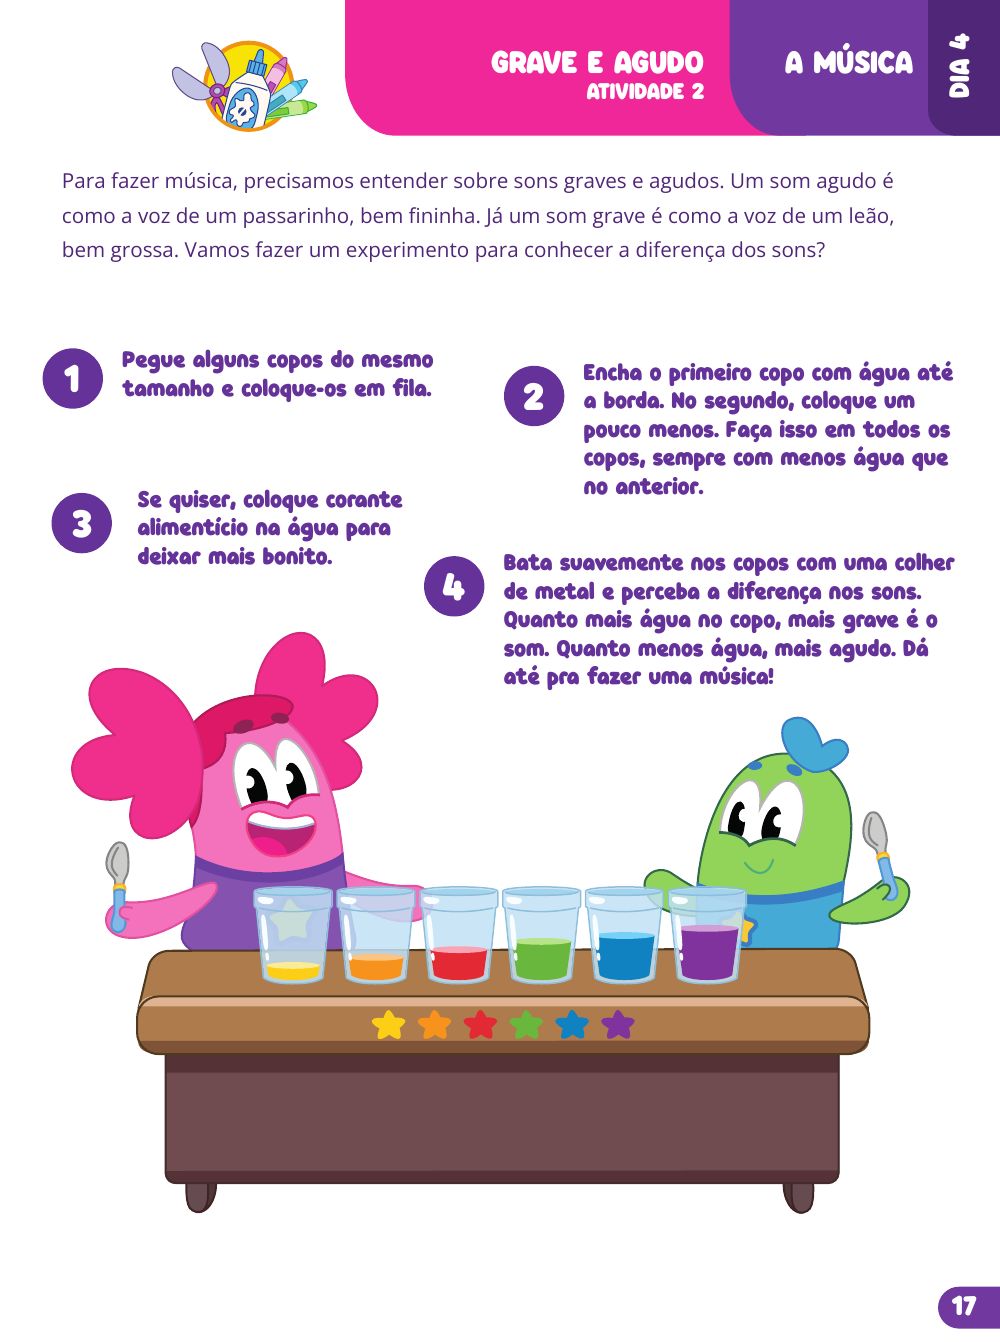 GRAVE E AGUDO
ATIVIDADE 2
A MÚSICA
DIA 4
Para fazer música, precisamos entender sobre sons graves e agudos. Um som agudo é
como a voz de um passarinho, bem fininha. Já um som grave é como a voz de um leão,
bem grossa. Vamos fazer um experimento para conhecer a diferença dos sons?
1
Pegue alguns copos do mesmo
tamanho e coloque-os em fila.
2
Encha o primeiro copo com água até
a borda. No segundo, coloque um
pouco menos. Faça isso em todos os
copos, sempre com menos água que
no anterior.
3
Se quiser, coloque corante
alimentício na água para
deixar mais bonito.
4
Bata suavemente nos copos com uma colher
de metal e perceba a diferença nos sons.
Quanto mais água no copo, mais grave é o
som. Quanto menos água, mais agudo. Dá
até pra fazer uma música!
17